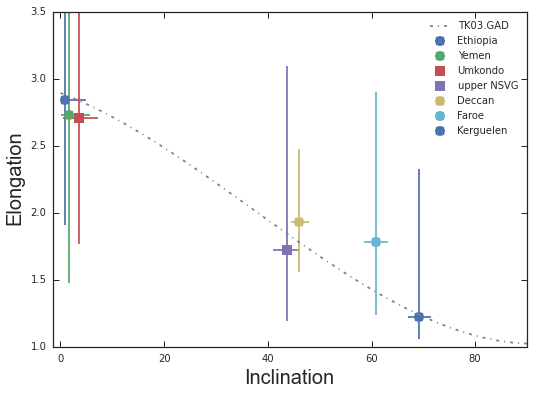 3.5
3.0
2.5
2.0
1.5
1.0
Elongation
0
20
40
60
80
Inclination
TK03.GAD
Ethiopia
Yemen
Umkondo
upper NSVG
Deccan
Faroe
Kerguelen